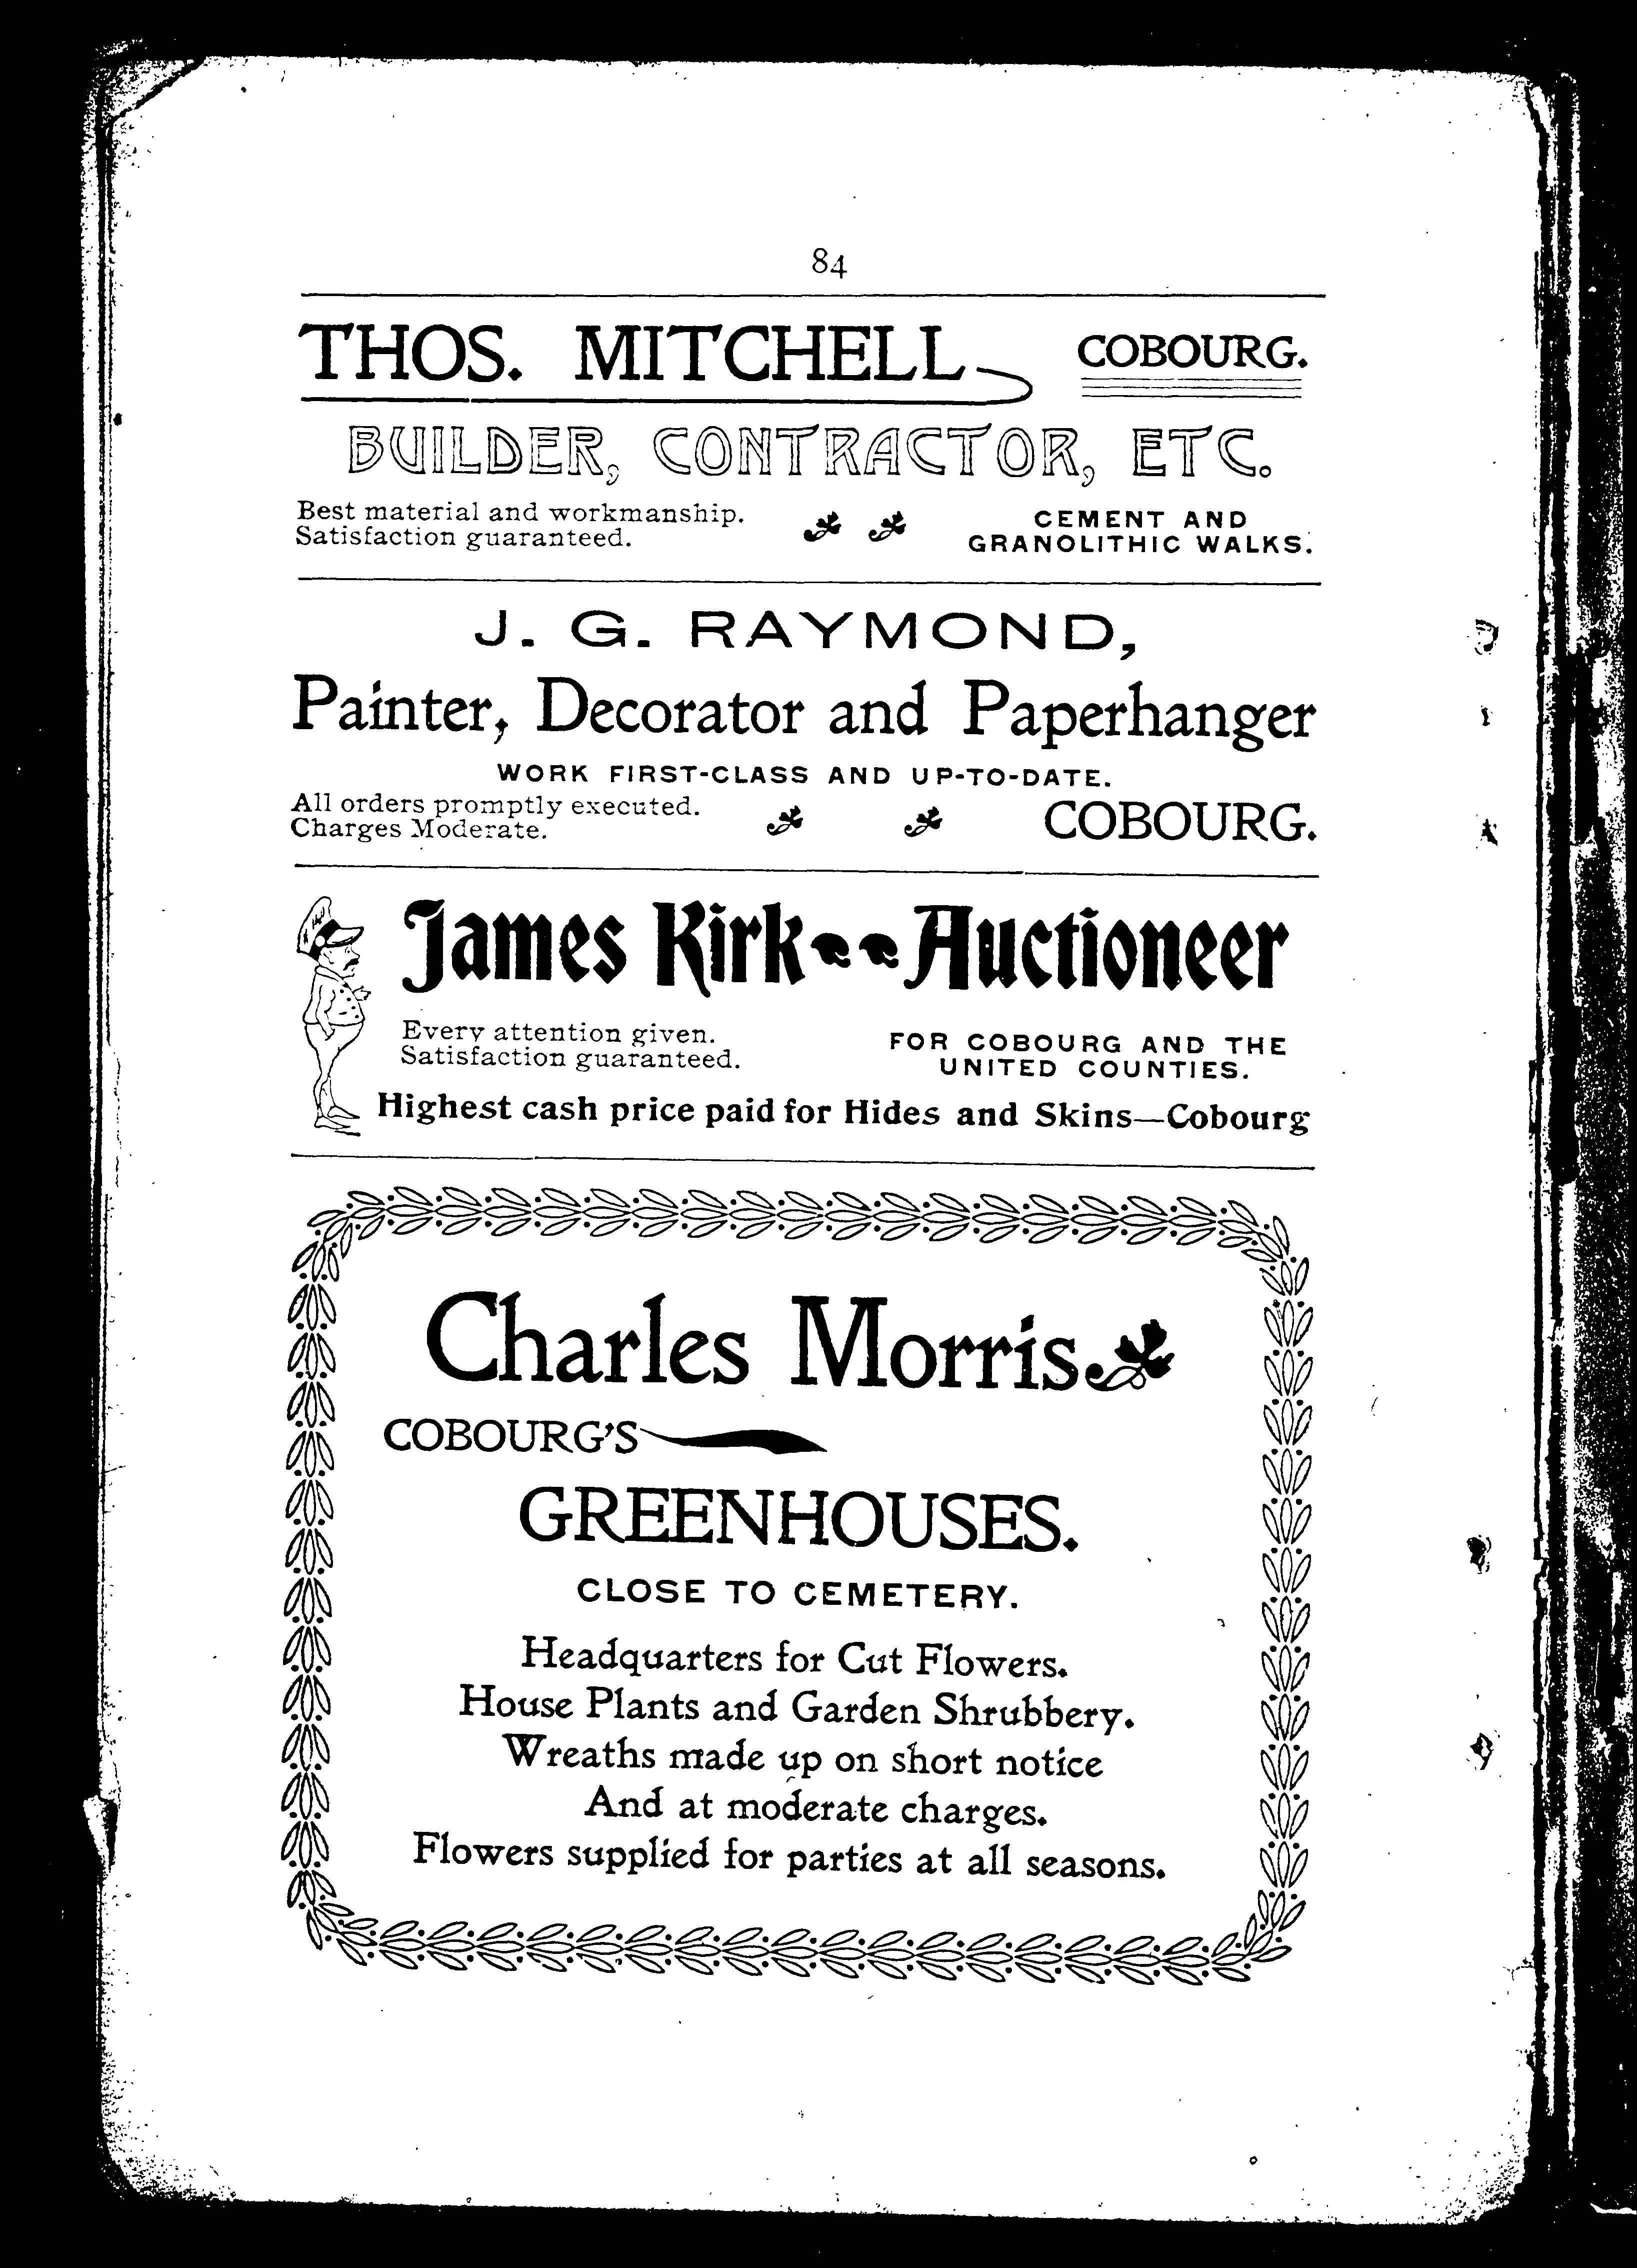 84
THOS. MITCHELL COBOURG.
BUILDER, CONTRACTOR, ETC.
Best material and workmanship.
Satisfaction guaranteed.
CEMENT AND
GRANOLITHIC WALKS.
J. G. RAYMOND,
Painter, Decorator and Paperhanger
WORK FIRST-CLASS AND UP-TO-DATE.
All orders promptly executed.
Charges Moderate.
COBOURG.
James Kirk Auctioneer
Every attention given.
Satisfaction guaranteed.
FOR COBOURG AND THE
UNITED COUNTIES.
Highest cash price paid for Hides and Skins—Cobourg
Charles Morris
COBOURG'S
GREENHOUSES.
CLOSE TO CEMETERY.
Headquarters for Cut Flowers.
House Plants and Garden Shrubbery.
Wreaths made up on short notice
And at moderate charges.
Flowers supplied for parties at all seasons.